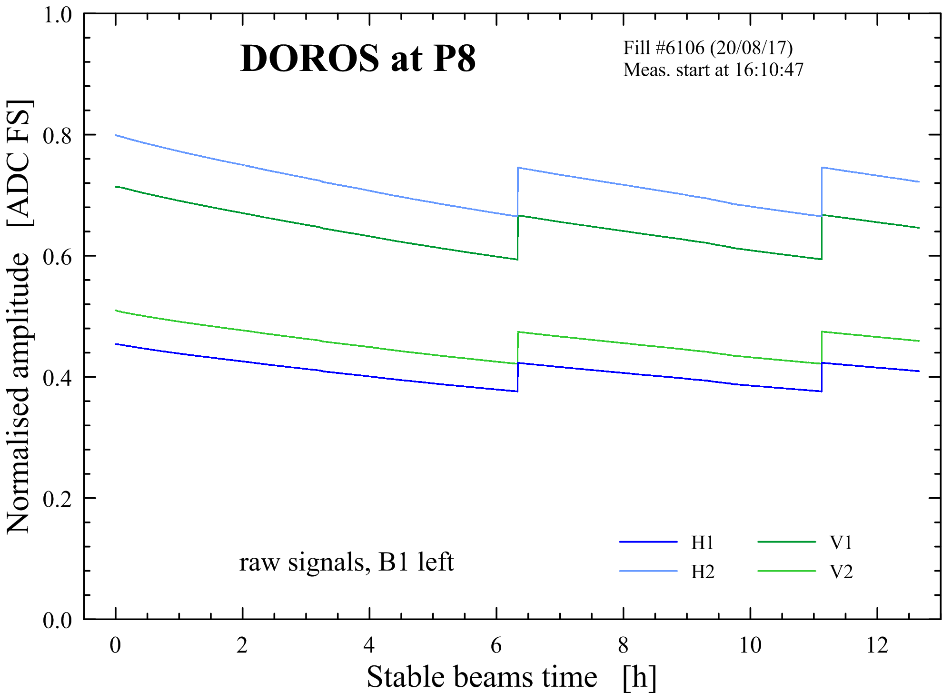 DOROS at P8
Fill #6106 (20/08/17)
Meas. start at 16:10:47
Normalised amplitude [ADC FS]
1.0
0.8
0.6
0.4
0.2
0.0
raw signals, B1 left
H1
V1
H2
V2
0
2
4
6
8
10
12
Stable beams time [h]